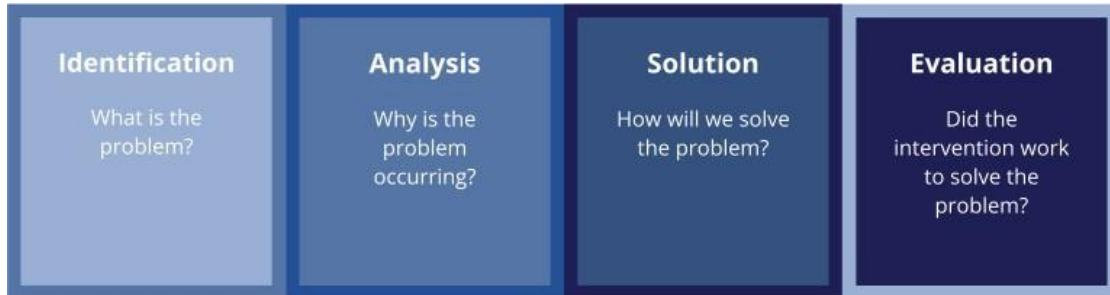 Identification
What is the
problem?
Analysis
Why is the
problem
occurring?
Solution
How will we solve
the problem?
Evaluation
Did the
intervention work
to solve the
problem?